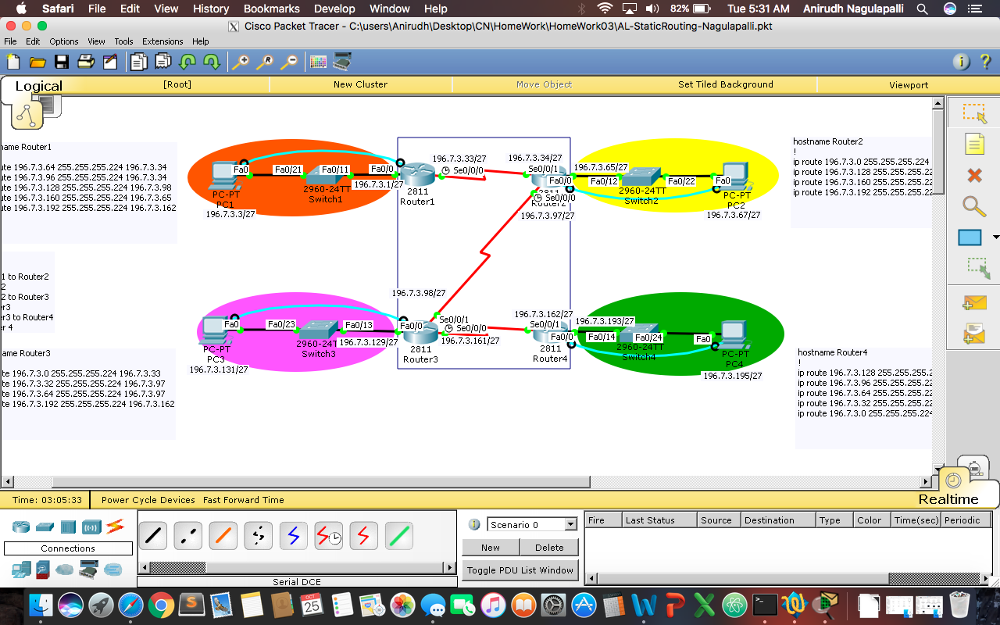 Safari File Edit View History Bookmarks Develop Window Help 82% Tue 5:31 AM Anirudh Nagulapalli
Cisco Packet Tracer - C:\users\Anirudh\Desktop\CN\HomeWork\HomeWork03\AL-StaticRouting-Nagulapalli.pkt
File Edit Options View Tools Extensions Help
Logical [Root] New Cluster Move Object Set Tiled Background Viewport
name Router1
ute 196.7.3.64 255.255.255.224 196.7.3.34
ute 196.7.3.96 255.255.255.224 196.7.3.34
ute 196.7.3.128 255.255.255.224 196.7.3.98
ute 196.7.3.160 255.255.255.224 196.7.3.65
ute 196.7.3.192 255.255.255.224 196.7.3.162
Fa0 Fa0/21 Fa0/11 Fa0/0
PC-PT
PC1
196.7.3.3/27
2960-24TT
Switch1
196.7.3.1/27
2811
Router1
196.7.3.33/27
Se0/0/0
196.7.3.34/27
Se0/0/1
Fa0/0
2811
Router2
Se0/0/0
196.7.3.97/27
196.7.3.65/27
Fa0/12 Fa0/22 Fa0
2960-24TT
Switch2
PC-PT
PC2
196.7.3.67/27
hostname Router2
!
ip route 196.7.3.0 255.255.255.224
ip route 196.7.3.128 255.255.255
ip route 196.7.3.160 255.255.255
ip route 196.7.3.192 255.255.255
1 to Router2
2
2 to Router3
er3
er3 to Router4
r 4
name Router3
ute 196.7.3.0 255.255.255.224 196.7.3.33
ute 196.7.3.32 255.255.255.224 196.7.3.97
ute 196.7.3.64 255.255.255.224 196.7.3.97
ute 196.7.3.192 255.255.255.224 196.7.3.162
Fa0 Fa0/23 Fa0/13 Fa0/0
PC-PT
PC3
196.7.3.131/27
2960-24TT
Switch3
196.7.3.129/27
196.7.3.98/27
Se0/0/1
Se0/0/0
196.7.3.161/27
2811
Router3
196.7.3.162/27
Se0/0/1
Fa0/0
2811
Router4
196.7.3.193/27
Fa0/14 Fa0/24 Fa0
2960-24TT
Switch4
PC-PT
PC4
196.7.3.195/27
hostname Router4
!
ip route 196.7.3.128 255.255.255
ip route 196.7.3.96 255.255.255.2
ip route 196.7.3.64 255.255.255.2
ip route 196.7.3.32 255.255.255.2
ip route 196.7.3.0 255.255.255.224
Time: 03:05:33 Power Cycle Devices Fast Forward Time Realtime
Connections
Serial DCE
Scenario 0
New Delete
Toggle PDU List Window
Fire Last Status Source Destination Type Color Time(sec) Periodic
OCT
25